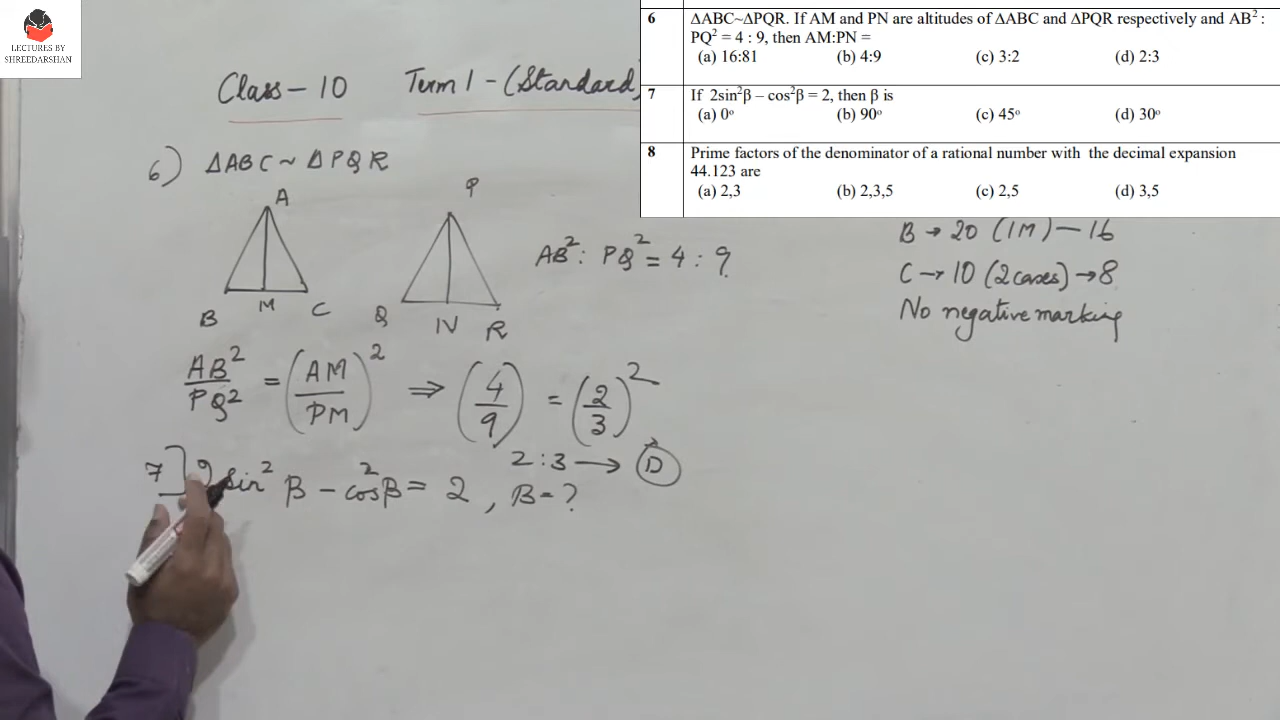 LECTURES BY
SHREEDARSHAN
6 ΔABC~ΔPQR. If AM and PN are altitudes of ΔABC and ΔPQR respectively and AB² :
PQ² = 4 : 9, then AM:PN =
(a) 16:81 (b) 4:9 (c) 3:2 (d) 2:3
7 If 2sin²β – cos²β = 2, then β is
(a) 0º (b) 90º (c) 45º (d) 30º
8 Prime factors of the denominator of a rational number with the decimal expansion
44.123 are
(a) 2,3 (b) 2,3,5 (c) 2,5 (d) 3,5
Class - 10 Term 1 - (Standard)
6) ΔABC ~ ΔPQR
A P
B M C Q N R
AB² : PQ² = 4 : 9
B → 20 (1M) — 16
C → 10 (2 cases) → 8
No negative marking
AB²/PQ² = (AM/PM)² ⇒ (4/9) = (2/3)²
2 : 3 → D
7] 2 sin² β - cos²β = 2, β = ?